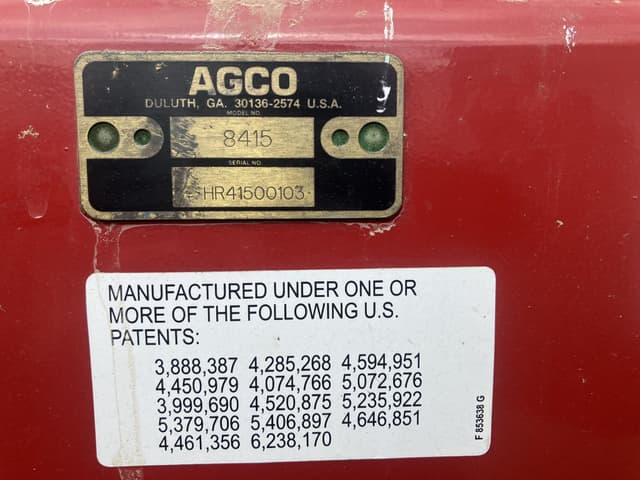 AGCO
DULUTH, GA. 30136-2574 U.S.A.
MODEL NO.
8415
SERIAL NO.
HR41500103
MANUFACTURED UNDER ONE OR
MORE OF THE FOLLOWING U.S.
PATENTS:
3,888,387 4,285,268 4,594,951
4,450,979 4,074,766 5,072,676
3,999,690 4,520,875 5,235,922
5,379,706 5,406,897 4,646,851
4,461,356 6,238,170
F 853638 G